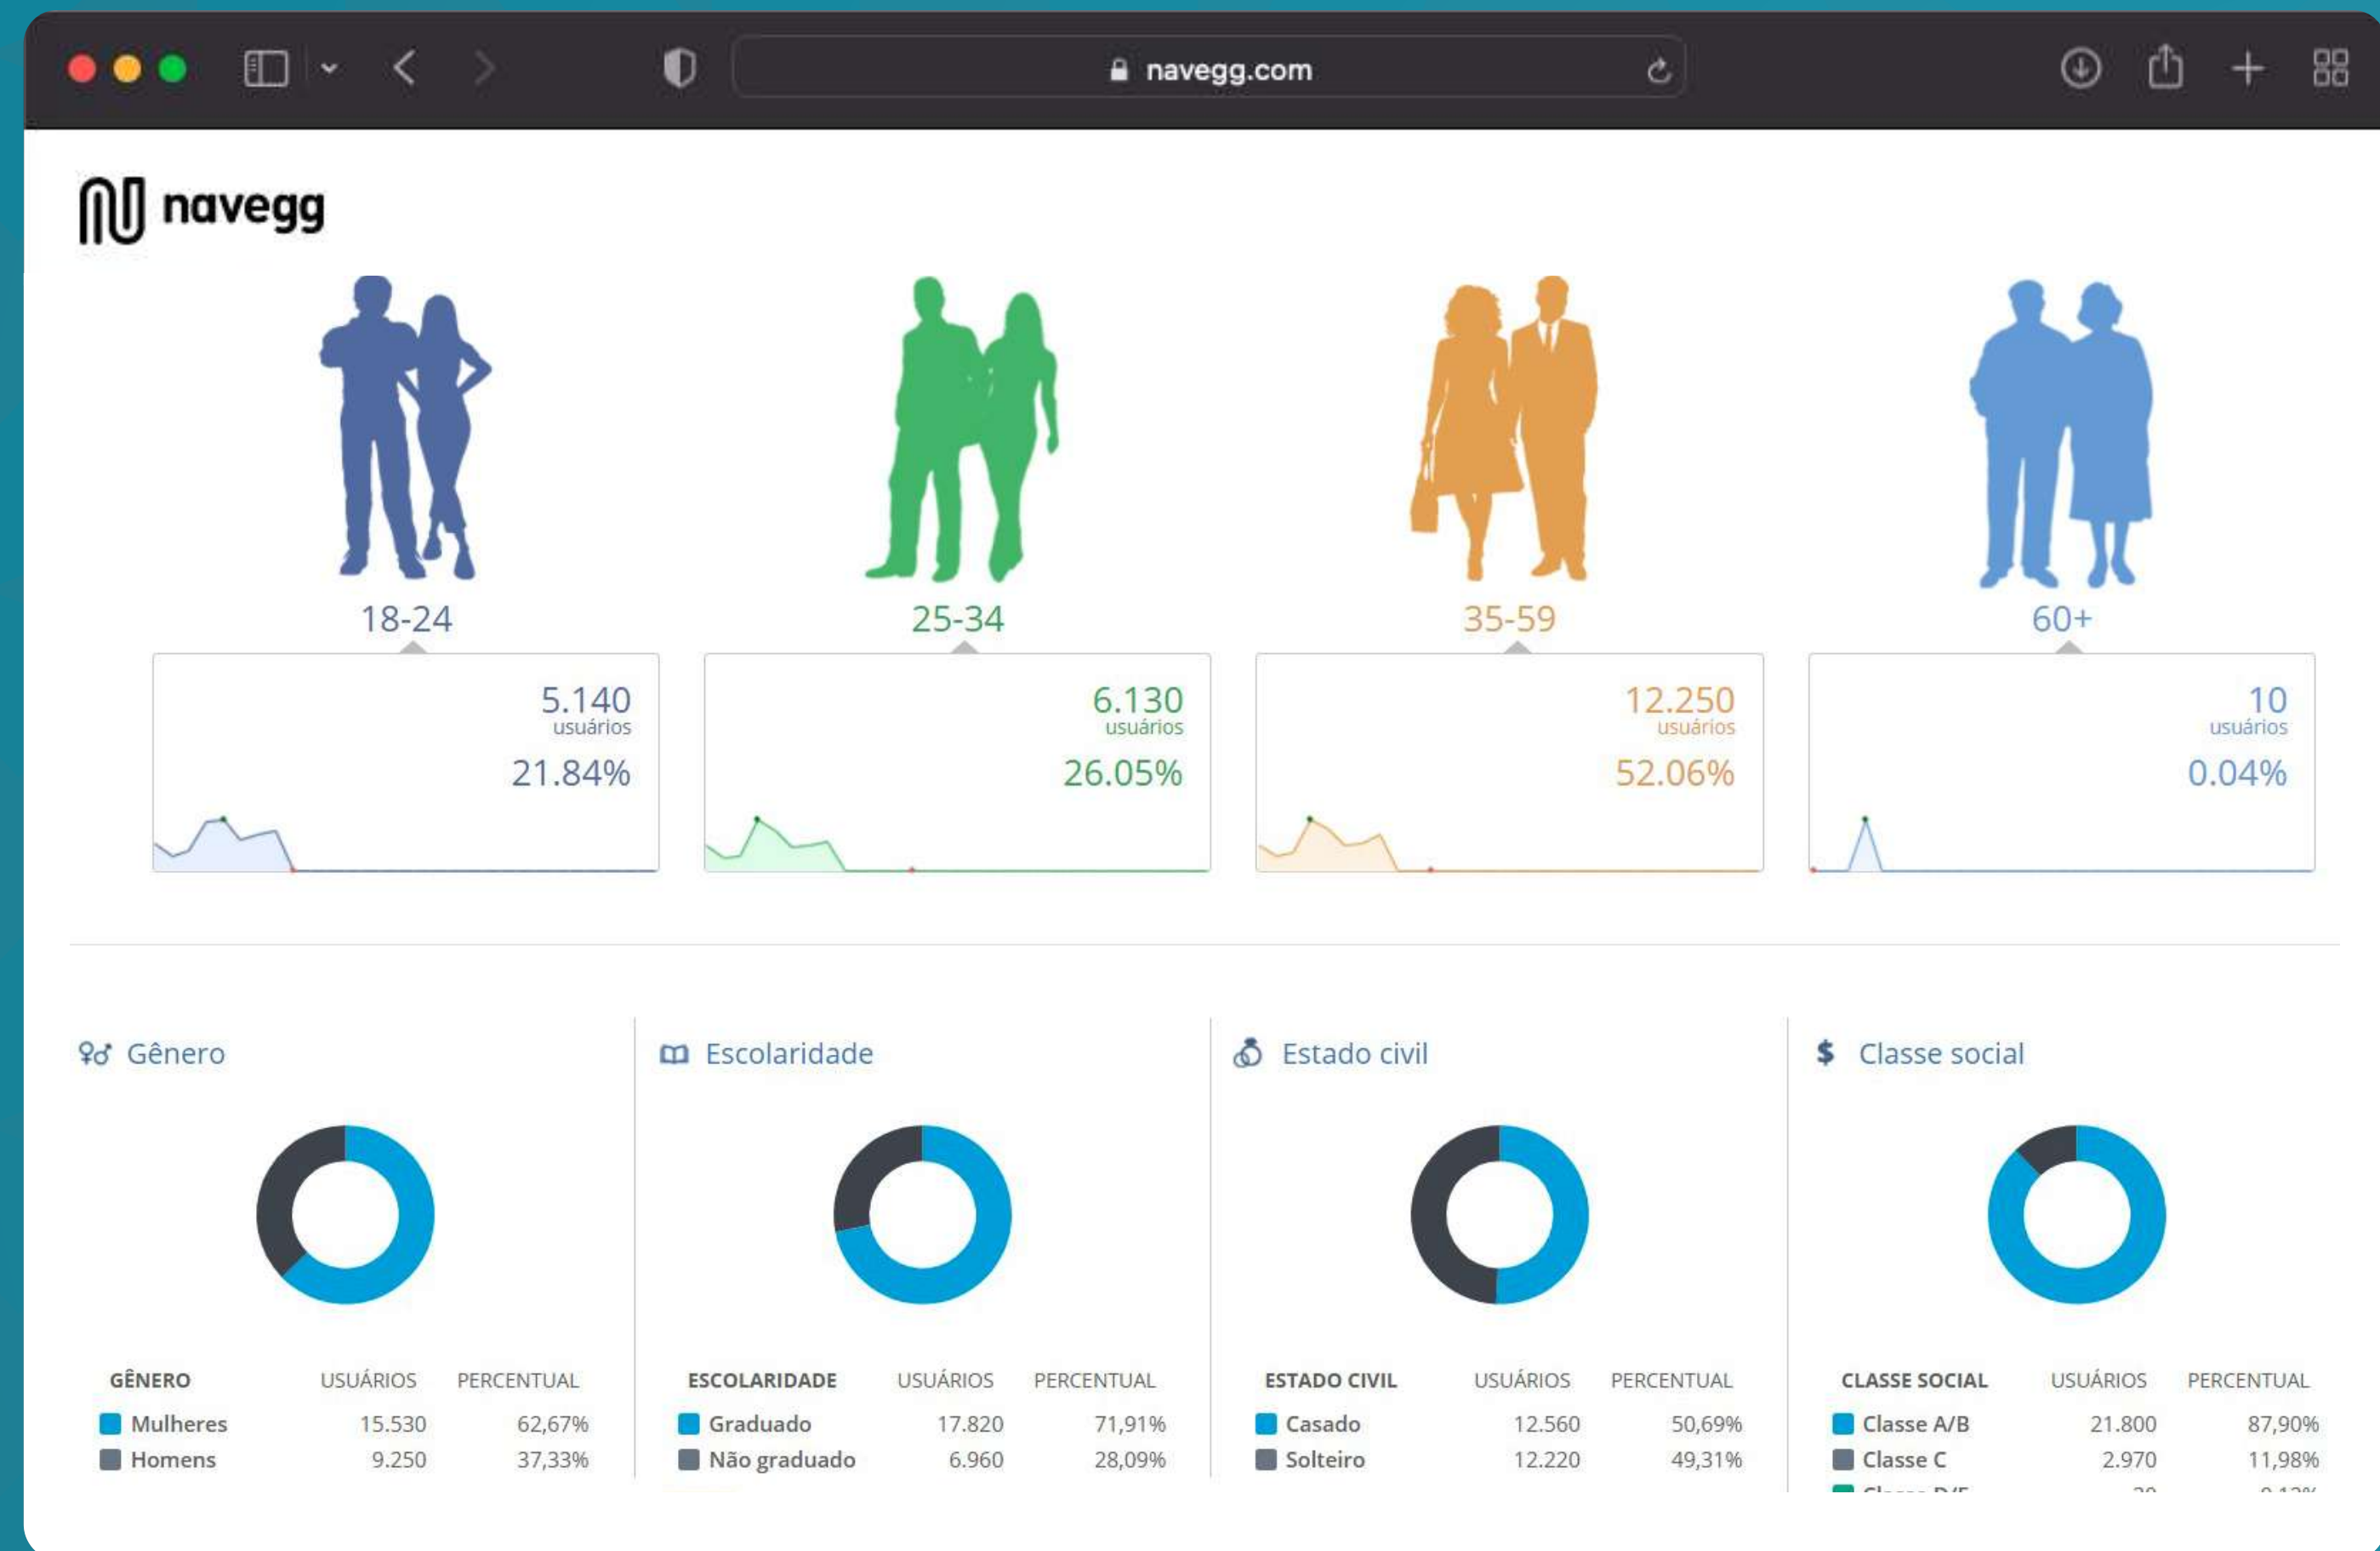 navegg.com
navegg
18-24
25-34
35-59
60+
5.140
usuários
21.84%
6.130
usuários
26.05%
12.250
usuários
52.06%
10
usuários
0.04%
Gênero
Escolaridade
Estado civil
$ Classe social
GÊNERO USUÁRIOS PERCENTUAL
Mulheres 15.530 62,67%
Homens 9.250 37,33%
ESCOLARIDADE USUÁRIOS PERCENTUAL
Graduado 17.820 71,91%
Não graduado 6.960 28,09%
ESTADO CIVIL USUÁRIOS PERCENTUAL
Casado 12.560 50,69%
Solteiro 12.220 49,31%
CLASSE SOCIAL USUÁRIOS PERCENTUAL
Classe A/B 21.800 87,90%
Classe C 2.970 11,98%